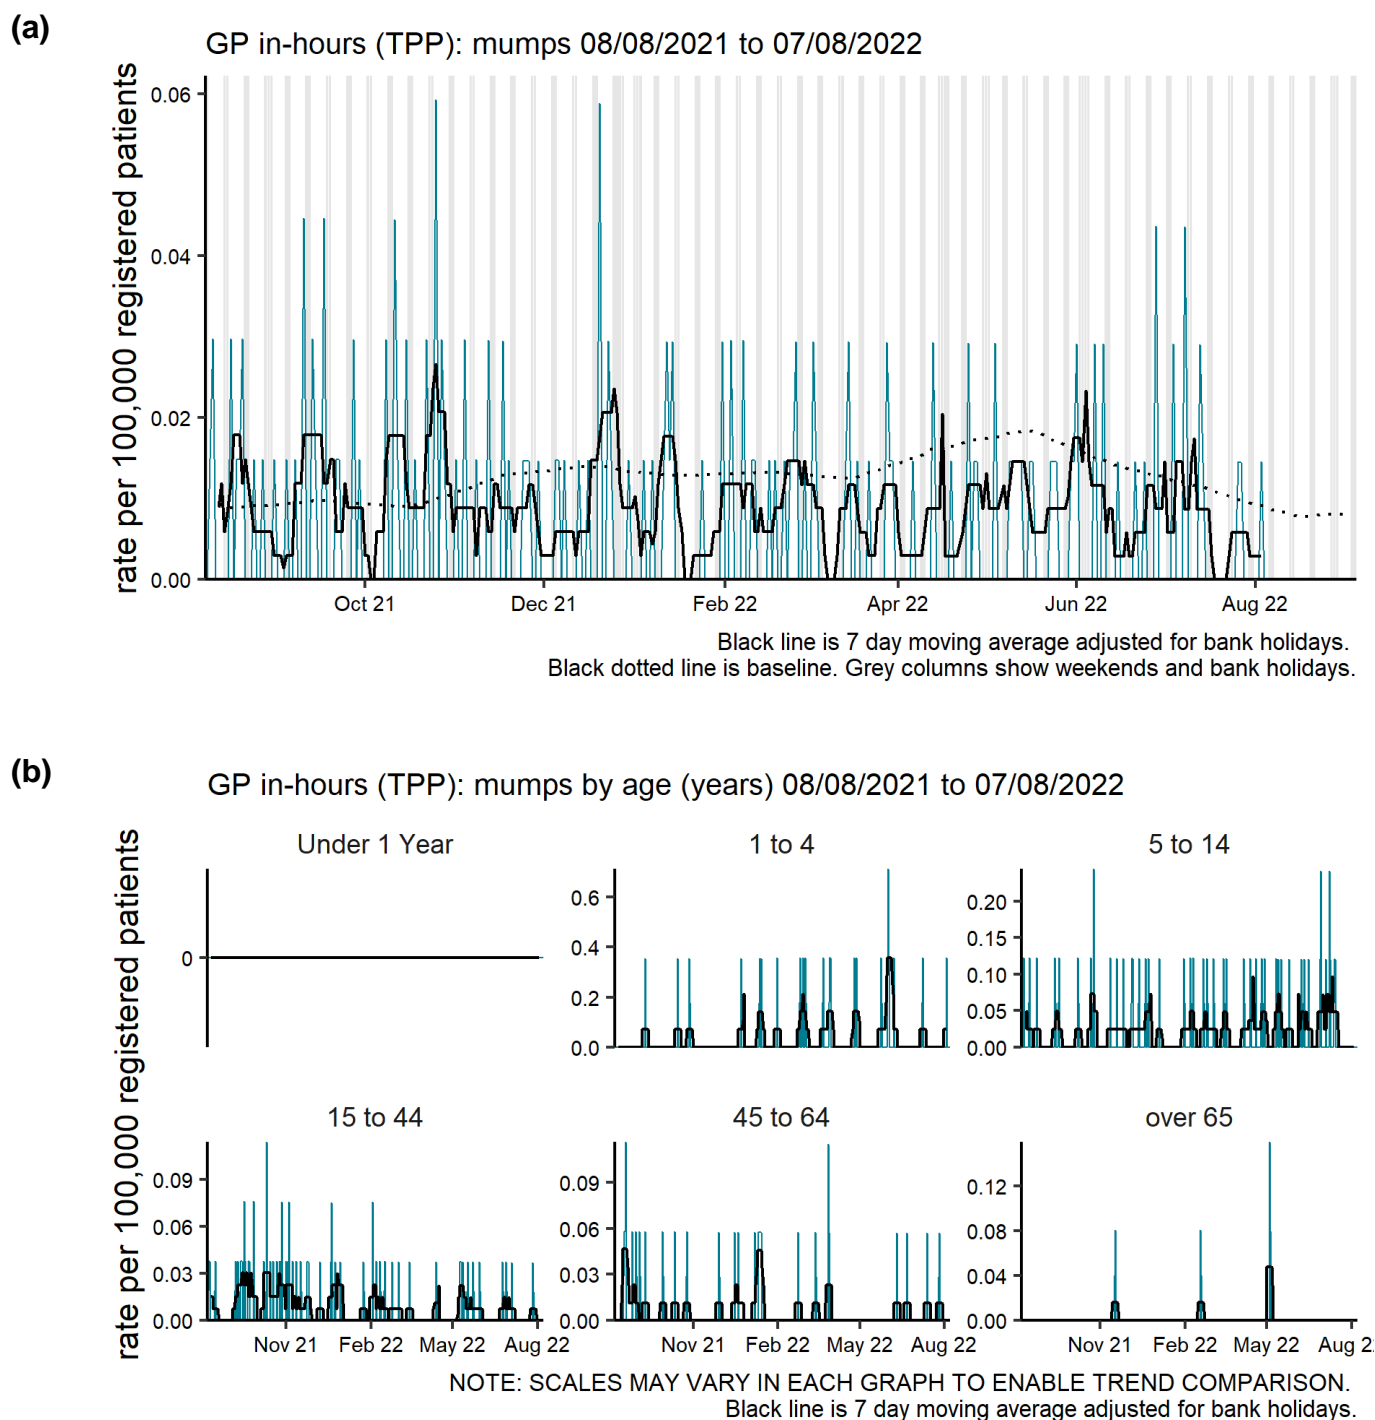 (a)
GP in-hours (TPP): mumps 08/08/2021 to 07/08/2022
rate per 100,000 registered patients
0.06
0.04
0.02
0.00
Oct 21 Dec 21 Feb 22 Apr 22 Jun 22 Aug 22
Black line is 7 day moving average adjusted for bank holidays.
Black dotted line is baseline. Grey columns show weekends and bank holidays.
(b)
GP in-hours (TPP): mumps by age (years) 08/08/2021 to 07/08/2022
rate per 100,000 registered patients
Under 1 Year
0
1 to 4
0.6
0.4
0.2
0.0
5 to 14
0.20
0.15
0.10
0.05
0.00
15 to 44
0.09
0.06
0.03
0.00
Nov 21 Feb 22 May 22 Aug 22
45 to 64
0.09
0.06
0.03
0.00
Nov 21 Feb 22 May 22 Aug 22
over 65
0.12
0.08
0.04
0.00
Nov 21 Feb 22 May 22 Aug 2
NOTE: SCALES MAY VARY IN EACH GRAPH TO ENABLE TREND COMPARISON.
Black line is 7 day moving average adjusted for bank holidays.